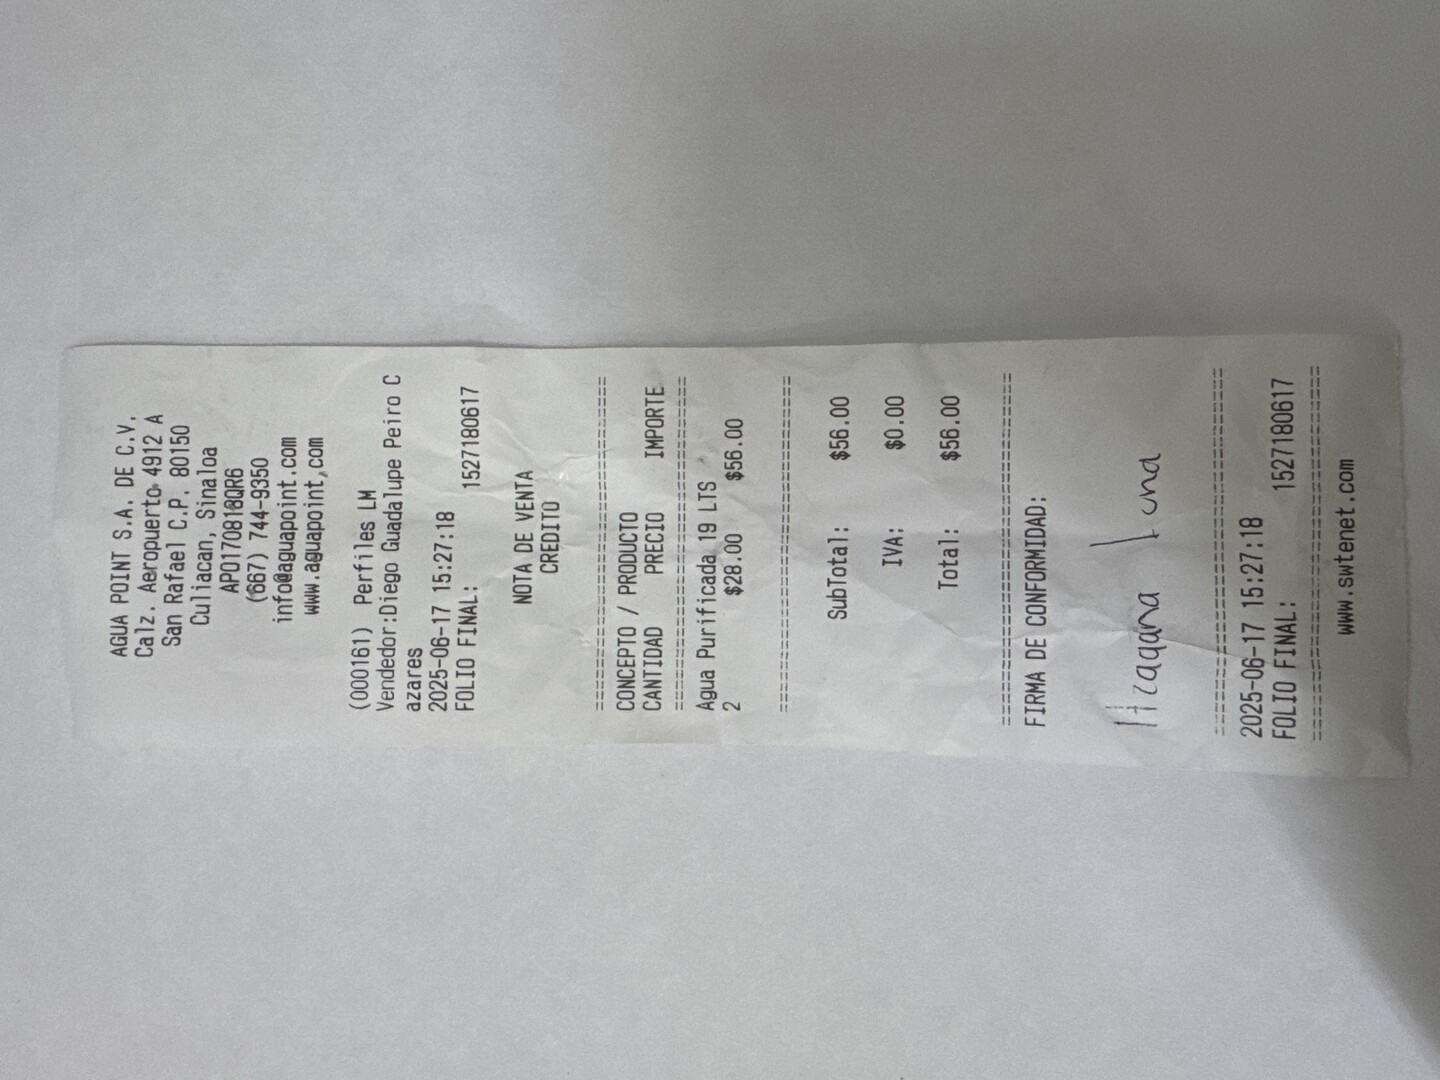 AGUA POINT S.A. DE C.V.
Calz. Aeropuerto 4912 A
San Rafael C.P. 80150
Culiacan, Sinaloa
APO170818QR6
(667) 744-9350
info@aguapoint.com
www.aguapoint.com
(000161) Perfiles LM
Vendedor:Diego Guadalupe Peiro C
azares
2025-06-17 15:27:18
FOLIO FINAL: 1527180617
NOTA DE VENTA
CREDITO
================================
CONCEPTO / PRODUCTO
CANTIDAD PRECIO IMPORTE
================================
Agua Purificada 19 LTS
2 $28.00 $56.00
================================
SubTotal: $56.00
IVA: $0.00
Total: $56.00
================================
FIRMA DE CONFORMIDAD:
Luna
================================
2025-06-17 15:27:18
FOLIO FINAL: 1527180617
================================
www.swtenet.com